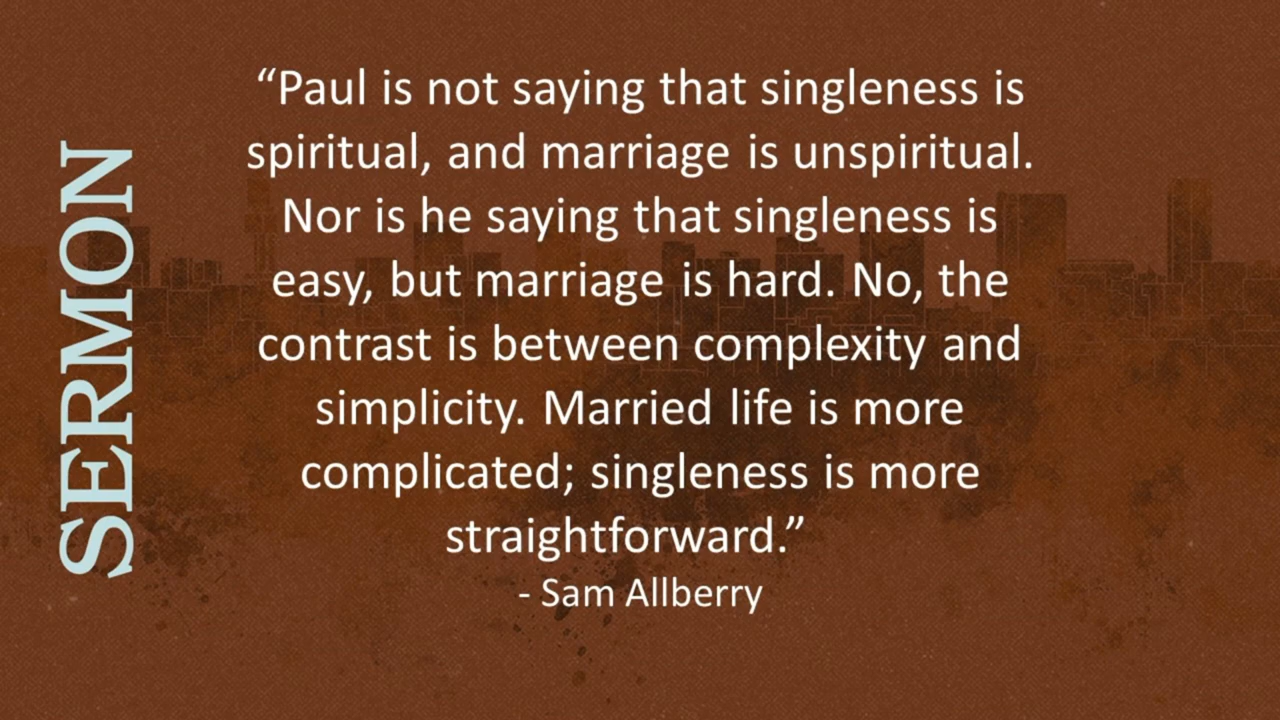 SERMON
“Paul is not saying that singleness is
spiritual, and marriage is unspiritual.
Nor is he saying that singleness is
easy, but marriage is hard. No, the
contrast is between complexity and
simplicity. Married life is more
complicated; singleness is more
straightforward.”
- Sam Allberry